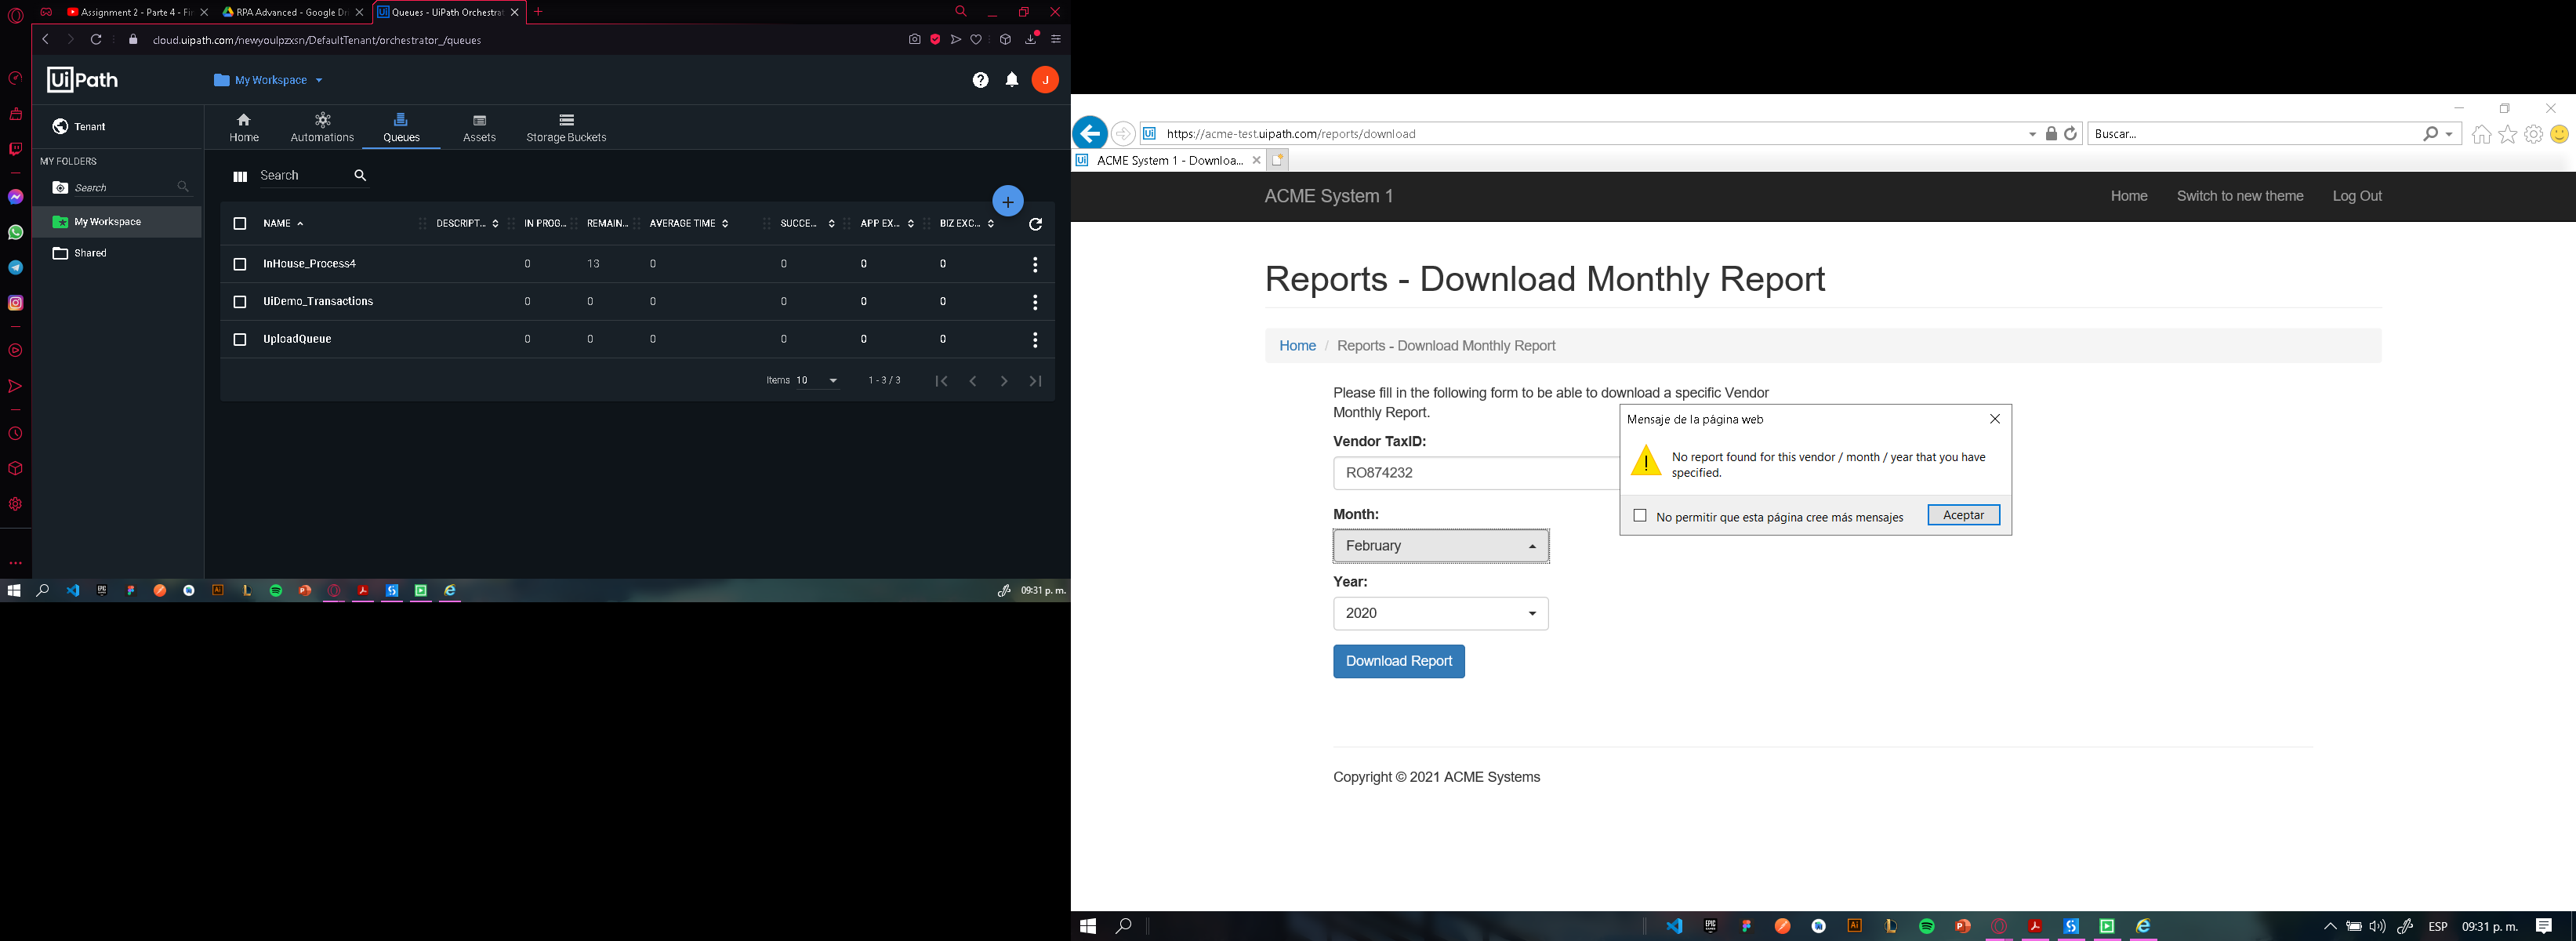 Assignment 2 - Parte 4 - Fin
RPA Advanced - Google Dri
Queues - UiPath Orchestrat
cloud.uipath.com/newyoulpzxsn/DefaultTenant/orchestrator_/queues
UiPath
My Workspace
J
Tenant
Home
Automations
Queues
Assets
Storage Buckets
MY FOLDERS
Search
My Workspace
Shared
Search
NAME
DESCRIPT...
IN PROG...
REMAIN...
AVERAGE TIME
SUCCE...
APP EX...
BIZ EXC...
InHouse_Process4 0 13 0 0 0 0
UiDemo_Transactions 0 0 0 0 0 0
UploadQueue 0 0 0 0 0 0
Items 10 1 - 3 / 3
09:31 p. m.
https://acme-test.uipath.com/reports/download
Buscar...
ACME System 1 - Downloa...
ACME System 1
Home
Switch to new theme
Log Out
Reports - Download Monthly Report
Home / Reports - Download Monthly Report
Please fill in the following form to be able to download a specific Vendor
Monthly Report.
Vendor TaxID:
RO874232
Month:
February
Year:
2020
Download Report
Mensaje de la página web
No report found for this vendor / month / year that you have
specified.
No permitir que esta página cree más mensajes
Aceptar
Copyright © 2021 ACME Systems
ESP
09:31 p. m.